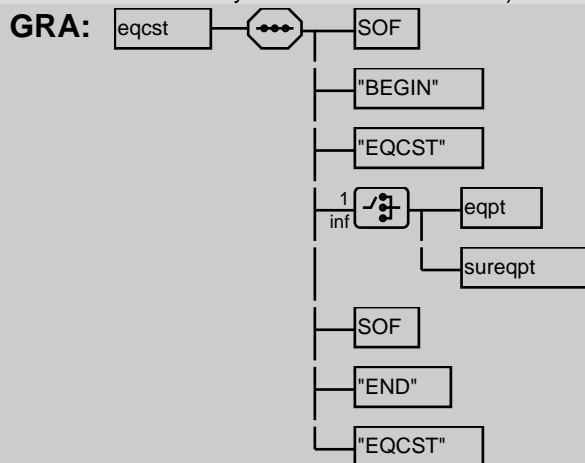 GRA: eqcst SOF
"BEGIN"
"EQCST"
1
inf
eqpt
sureqpt
SOF
"END"
"EQCST"